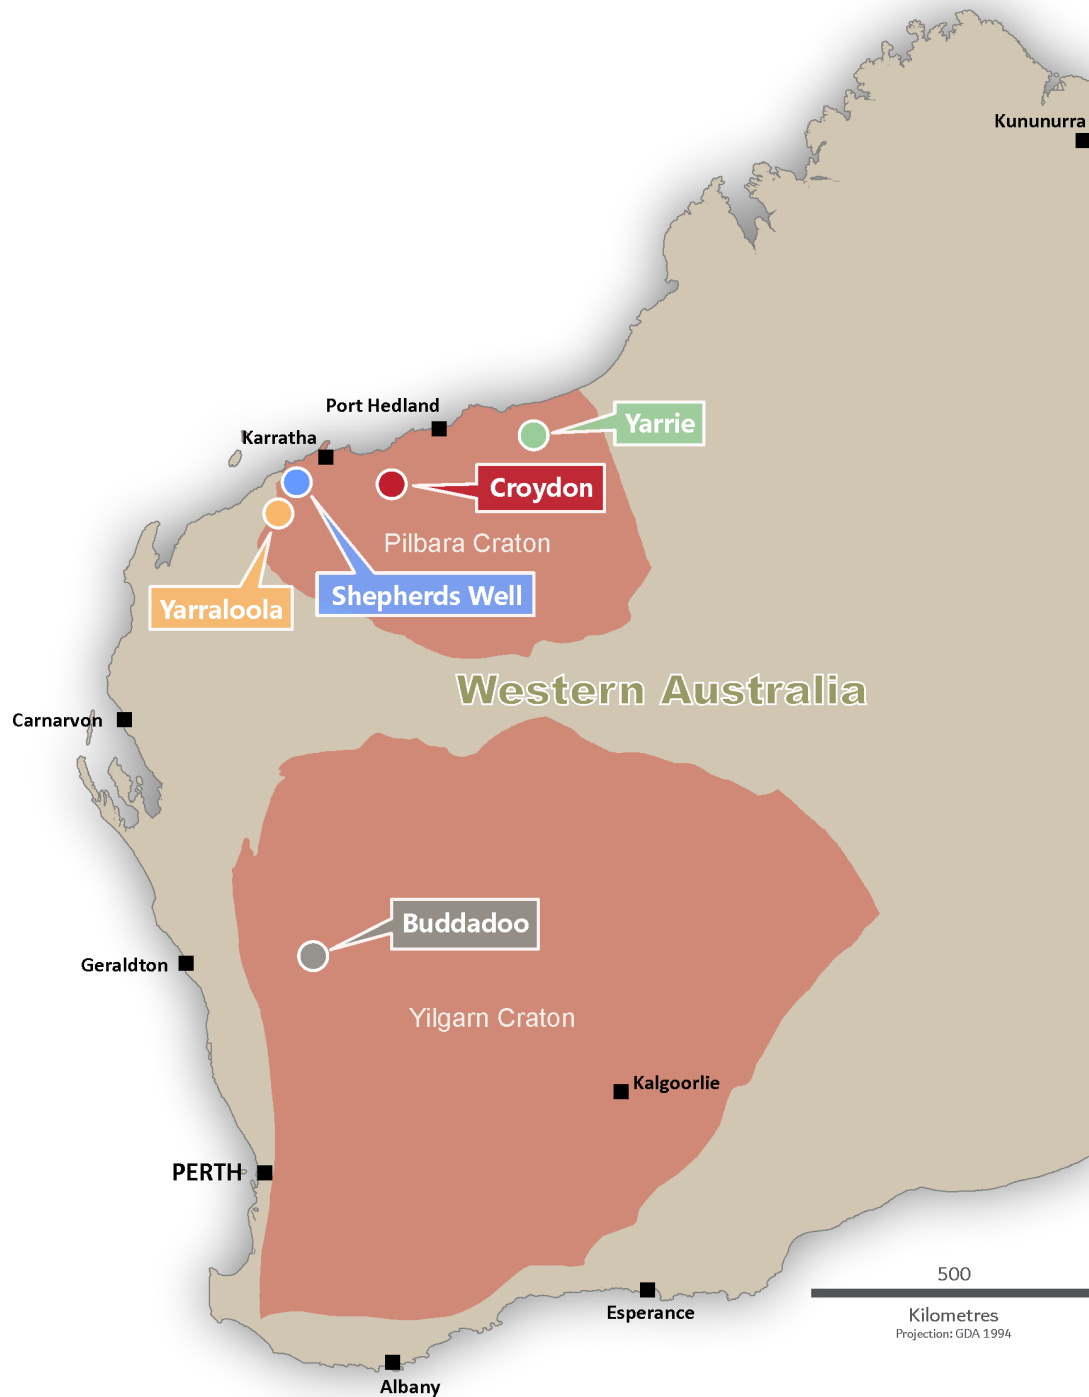 Kununurra
Port Hedland
Karratha
Yarrie
Croydon
Pilbara Craton
Shepherds Well
Yarraloola
Western Australia
Carnarvon
Buddadoo
Geraldton
Yilgarn Craton
Kalgoorlie
PERTH
500
Kilometres
Projection: GDA 1994
Esperance
Albany